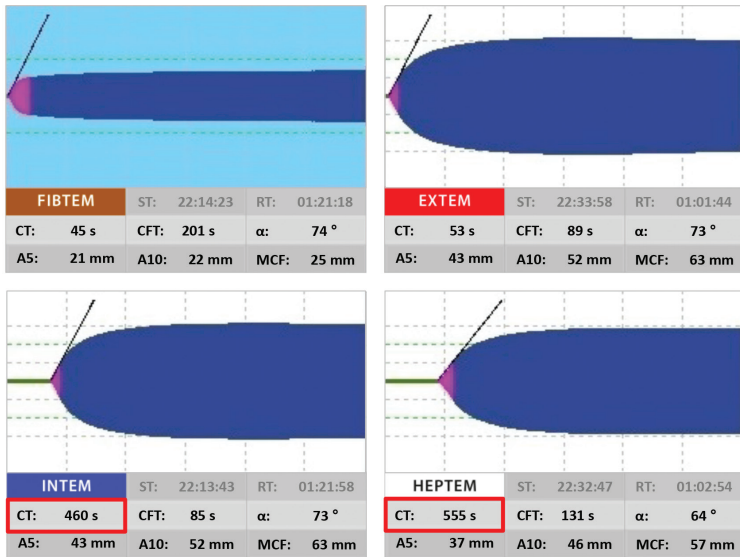 FIBTEM ST: 22:14:23 RT: 01:21:18
CT: 45 s CFT: 201 s α: 74 °
A5: 21 mm A10: 22 mm MCF: 25 mm
EXTEM ST: 22:33:58 RT: 01:01:44
CT: 53 s CFT: 89 s α: 73 °
A5: 43 mm A10: 52 mm MCF: 63 mm
INTEM ST: 22:13:43 RT: 01:21:58
CT: 460 s CFT: 85 s α: 73 °
A5: 43 mm A10: 52 mm MCF: 63 mm
HEPTEM ST: 22:32:47 RT: 01:02:54
CT: 555 s CFT: 131 s α: 64 °
A5: 37 mm A10: 46 mm MCF: 57 mm